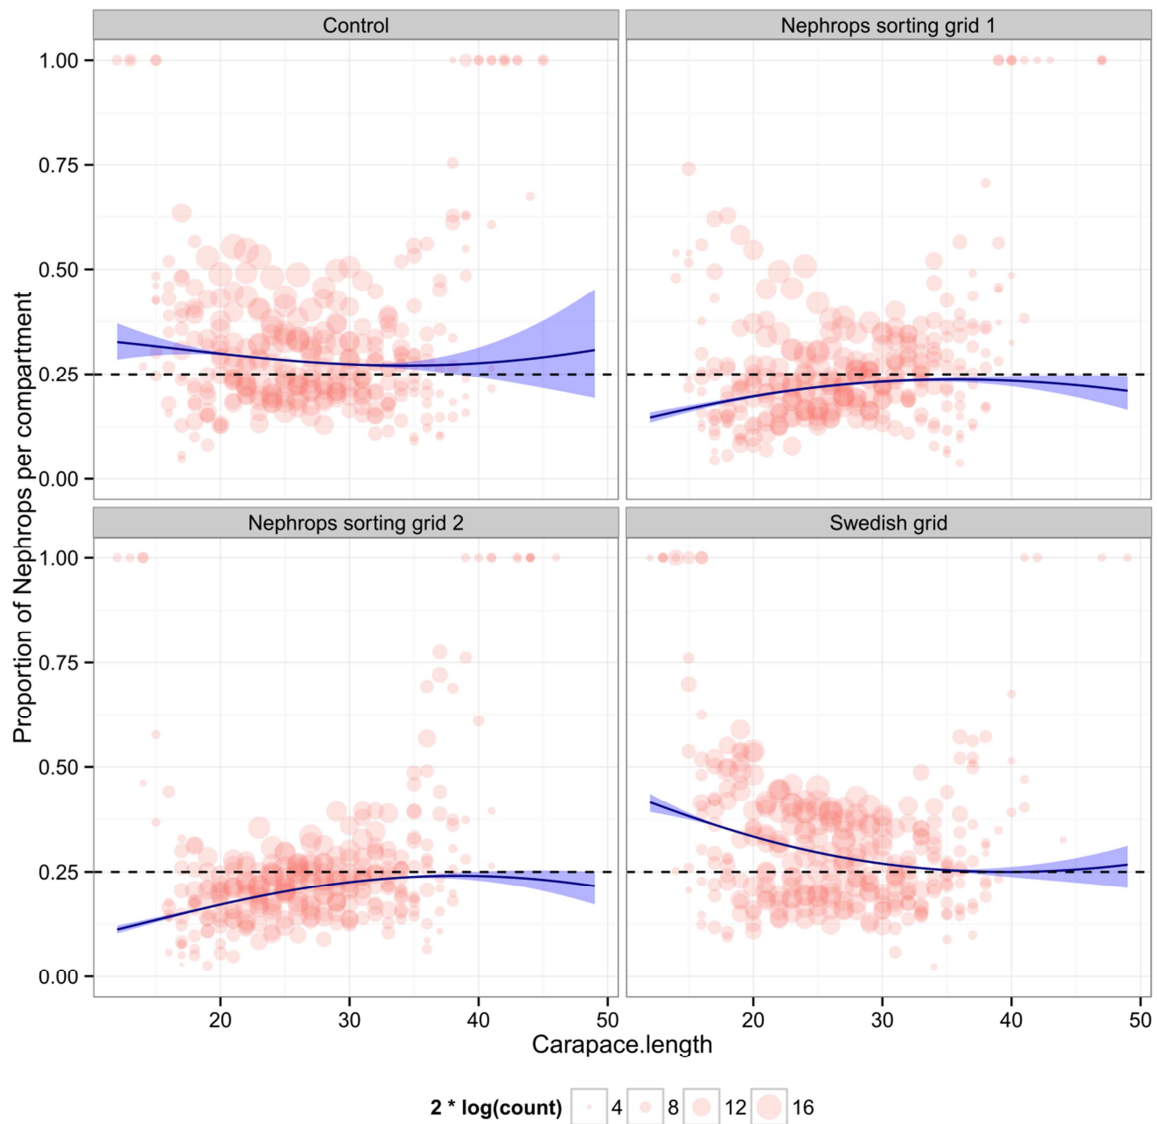 Control
Nephrops sorting grid 1
1.00
0.75
0.50
0.25
0.00
Nephrops sorting grid 2
Swedish grid
1.00
0.75
0.50
0.25
0.00
Proportion of Nephrops per compartment
20 30 40 50 20 30 40 50
Carapace.length
2 * log(count) 4 8 12 16